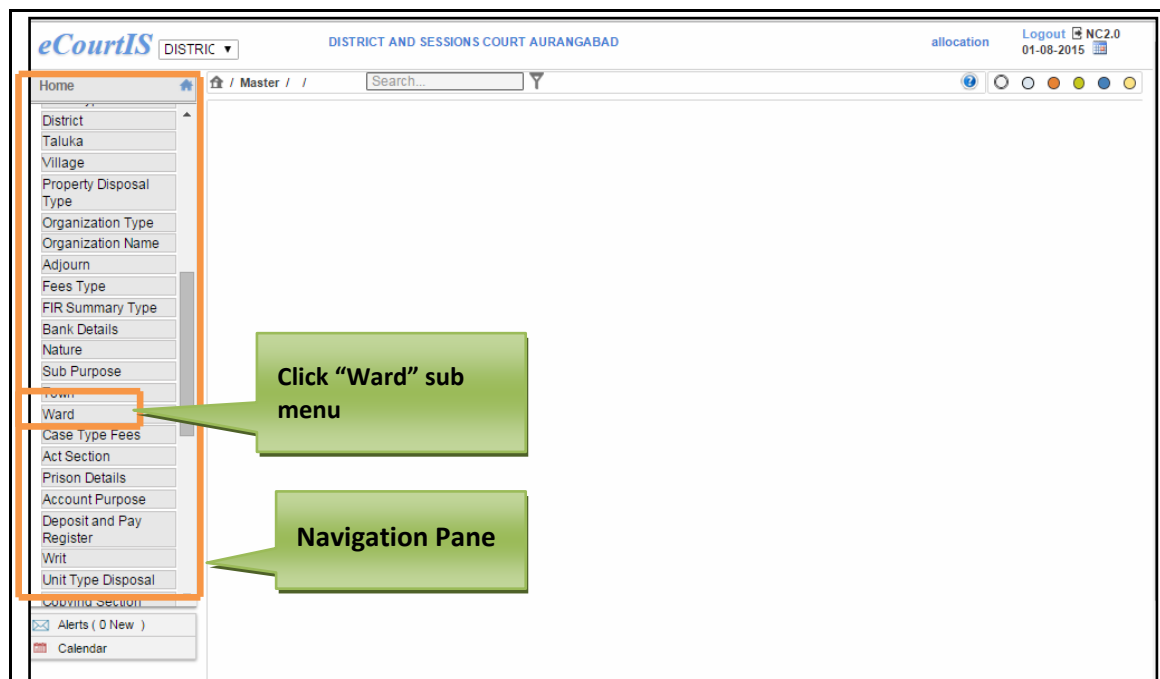 eCourtIS DISTRIC
DISTRICT AND SESSIONS COURT AURANGABAD
allocation
Logout NC2.0
01-08-2015
Home
/ Master / /
Search...
District
Taluka
Village
Property Disposal
Type
Organization Type
Organization Name
Adjourn
Fees Type
FIR Summary Type
Bank Details
Nature
Sub Purpose
Town
Ward
Case Type Fees
Act Section
Prison Details
Account Purpose
Deposit and Pay
Register
Writ
Unit Type Disposal
Copying Section
Alerts ( 0 New )
Calendar
Click “Ward” sub
menu
Navigation Pane